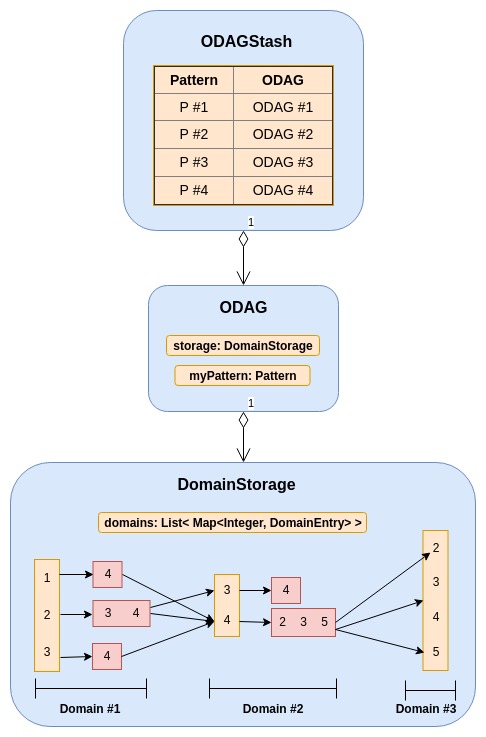 ODAGStash
Pattern ODAG
P #1 ODAG #1
P #2 ODAG #2
P #3 ODAG #3
P #4 ODAG #4
1
ODAG
storage: DomainStorage
myPattern: Pattern
1
DomainStorage
domains: List< Map<Integer, DomainEntry> >
1
2
3
4
3 4
4
3
4
4
2 3 5
2
3
4
5
Domain #1
Domain #2
Domain #3